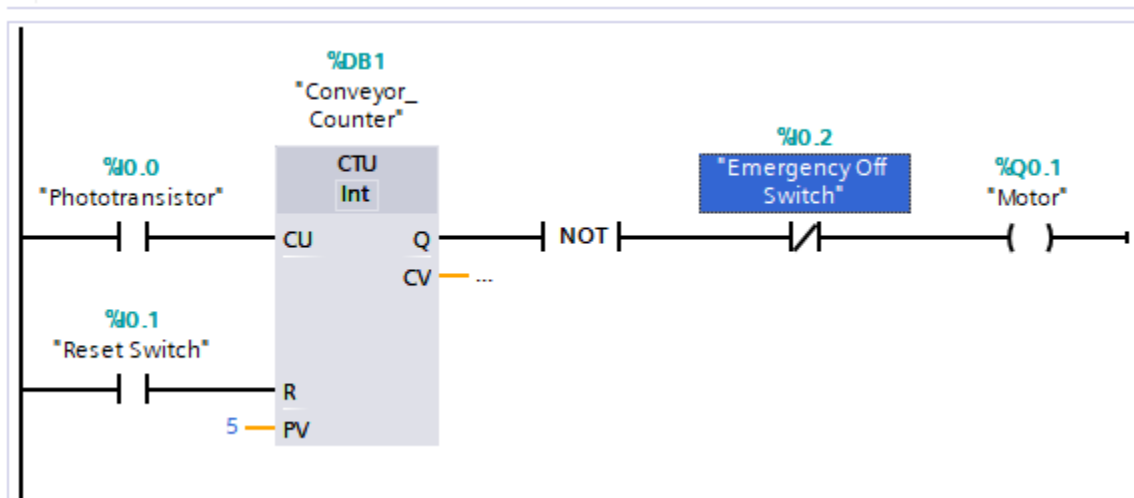 %DB1
"Conveyor_
Counter"
%I0.0
"Phototransistor"
CTU
Int
%I0.2
"Emergency Off
Switch"
%Q0.1
"Motor"
CU
Q
NOT
CV
...
%I0.1
"Reset Switch"
R
5
PV